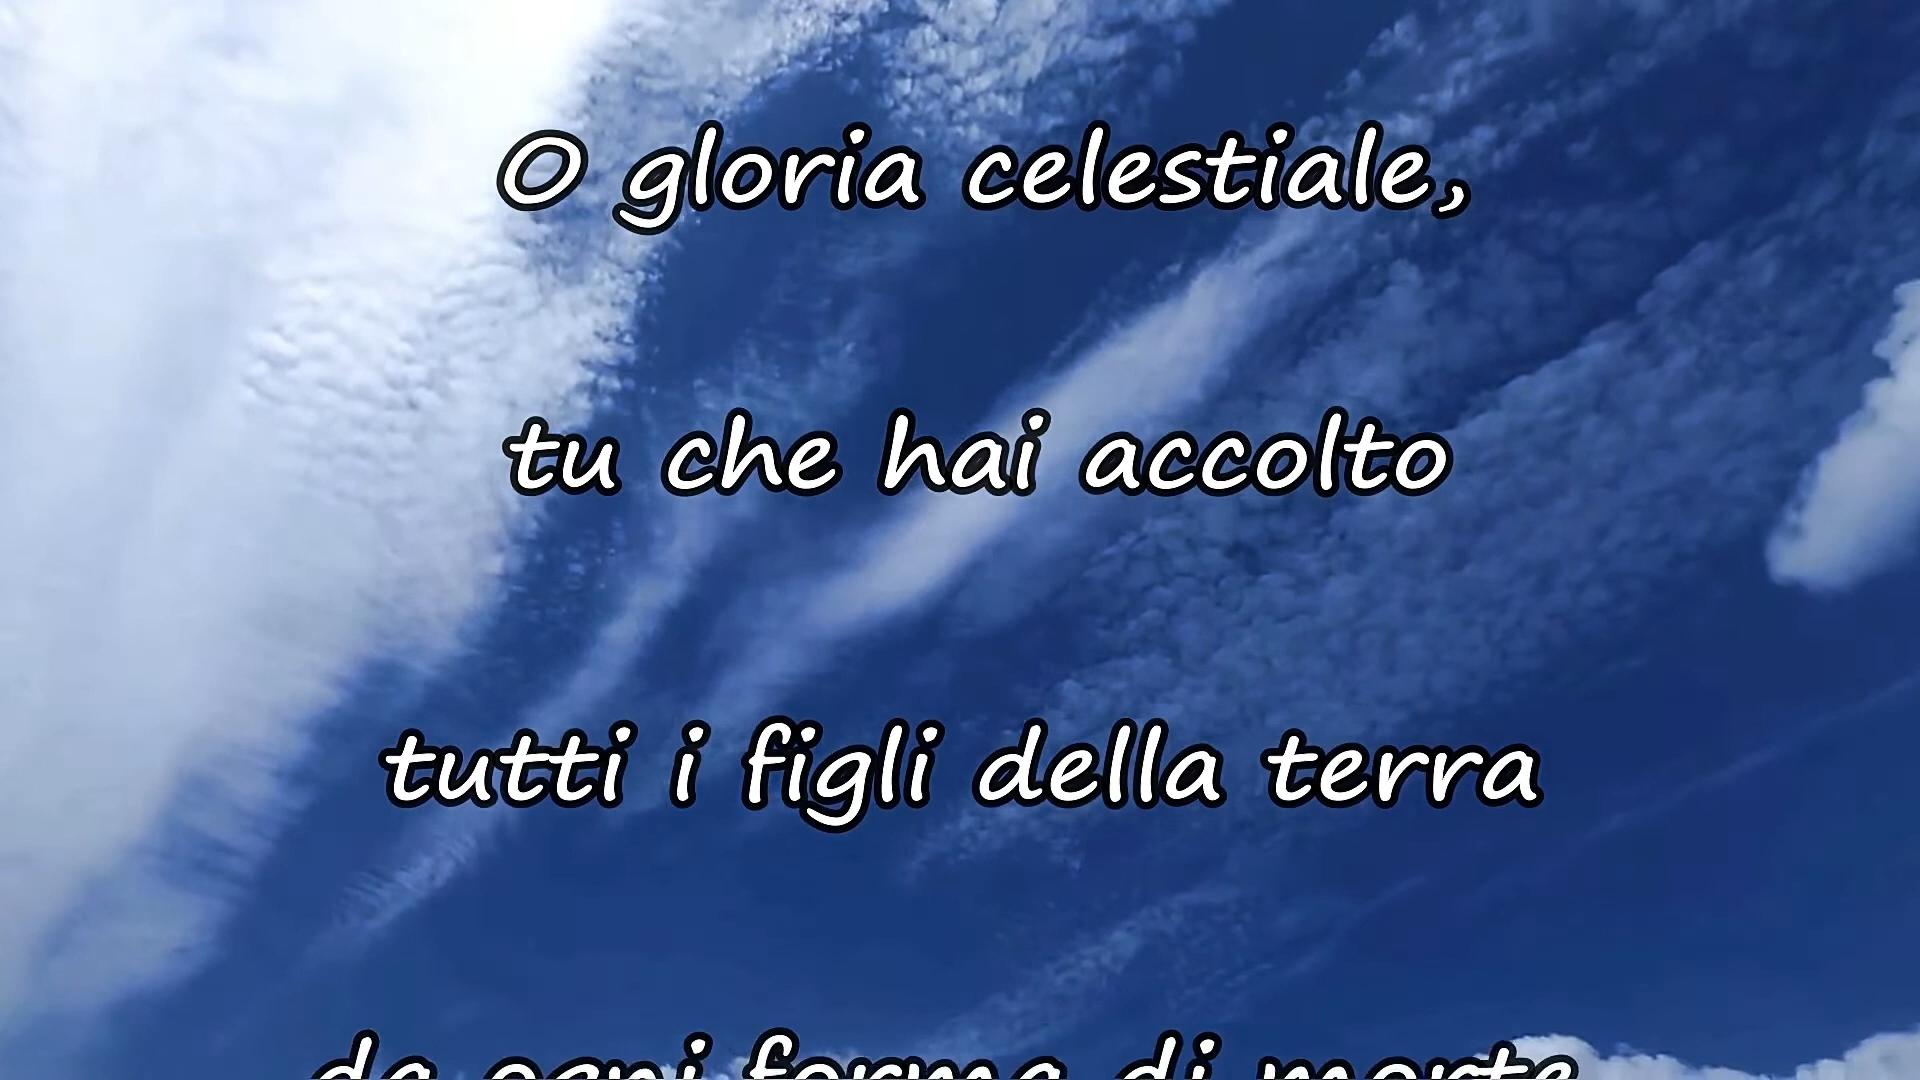 O gloria celestiale,
tu che hai accolto
tutti i figli della terra
da ogni forma di morte